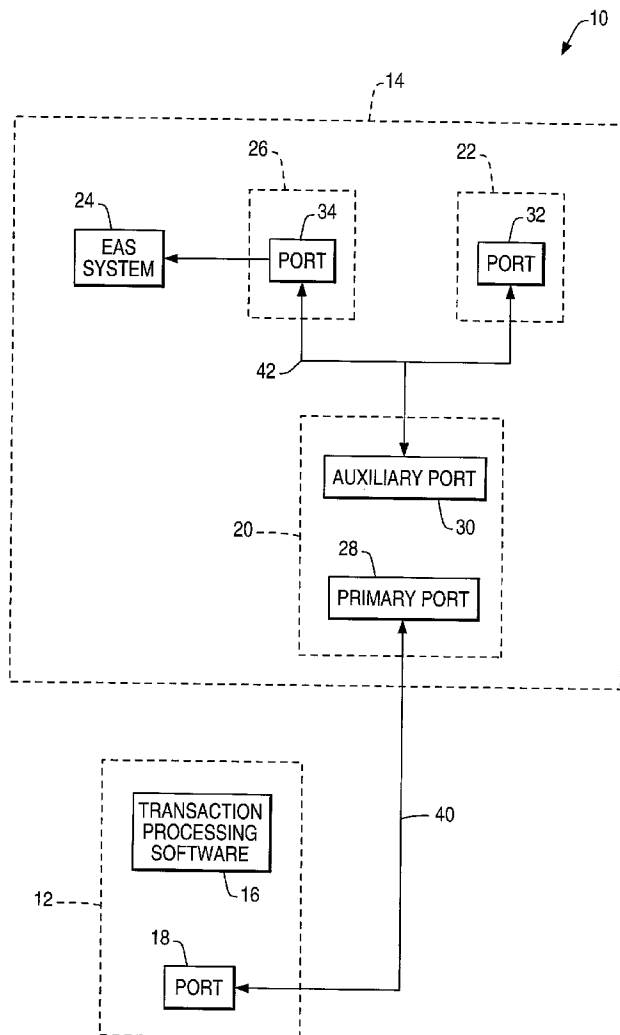 10
14
26
22
24
34
32
EAS
SYSTEM
PORT
PORT
42
AUXILIARY PORT
20
30
28
PRIMARY PORT
TRANSACTION
PROCESSING
SOFTWARE
40
12
16
18
PORT